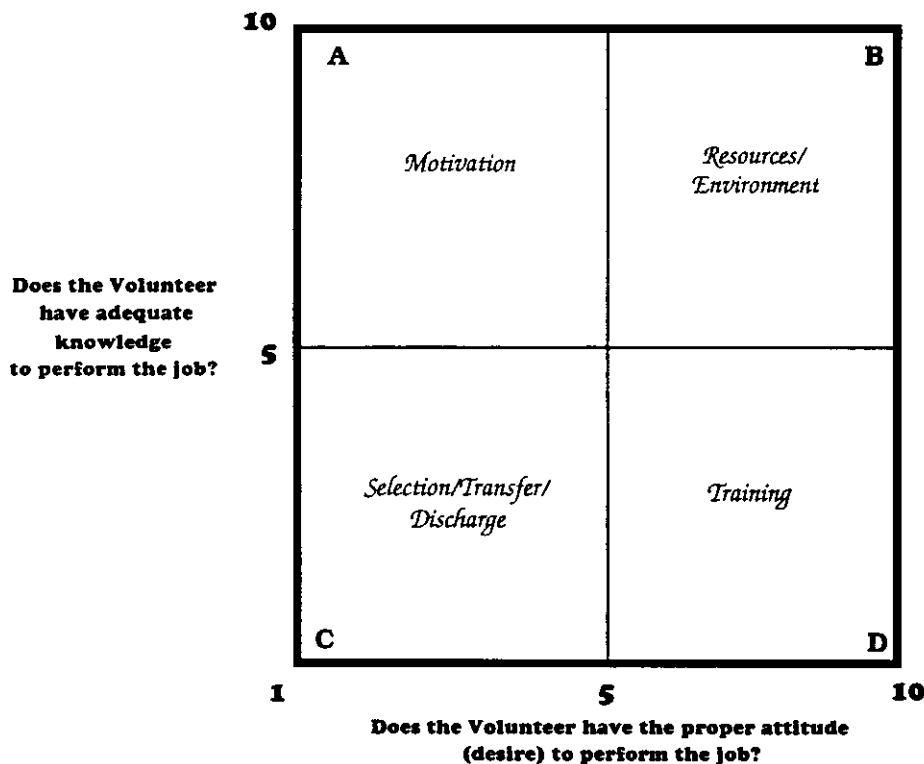 10
A
B
Motivation
Resources/
Environment
Does the Volunteer
have adequate
knowledge
to perform the job?
5
Selection/Transfer/
Discharge
Training
C
D
1
5
10
Does the Volunteer have the proper attitude
(desire) to perform the job?